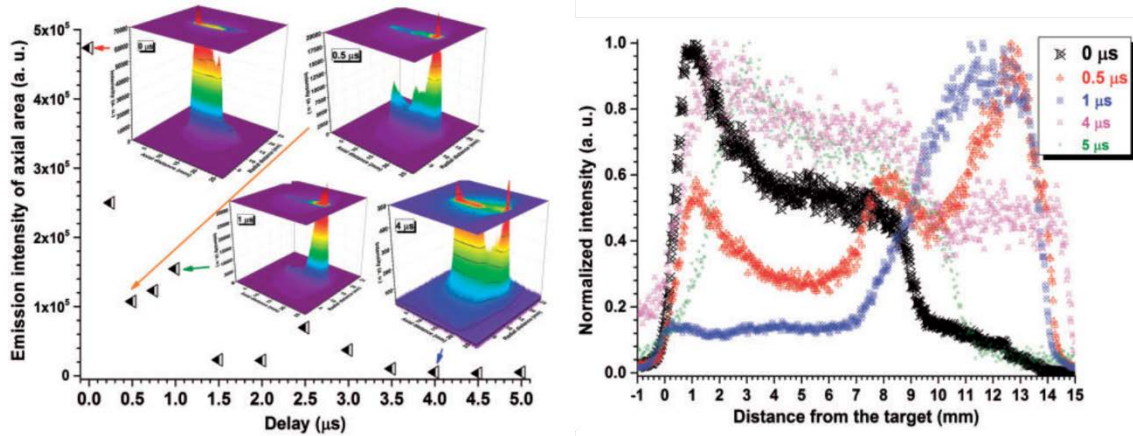 Emission intensity of axial area (a. u.)
5x10⁵
4x10⁵
3x10⁵
2x10⁵
1x10⁵
0
0.0 0.5 1.0 1.5 2.0 2.5 3.0 3.5 4.0 4.5 5.0
Delay (μs)
0 μs
0.5 μs
1 μs
4 μs
Normalized intensity (a. u.)
1.0
0.8
0.6
0.4
0.2
0.0
-1 0 1 2 3 4 5 6 7 8 9 10 11 12 13 14 15
Distance from the target (mm)
0 μs
0.5 μs
1 μs
4 μs
5 μs